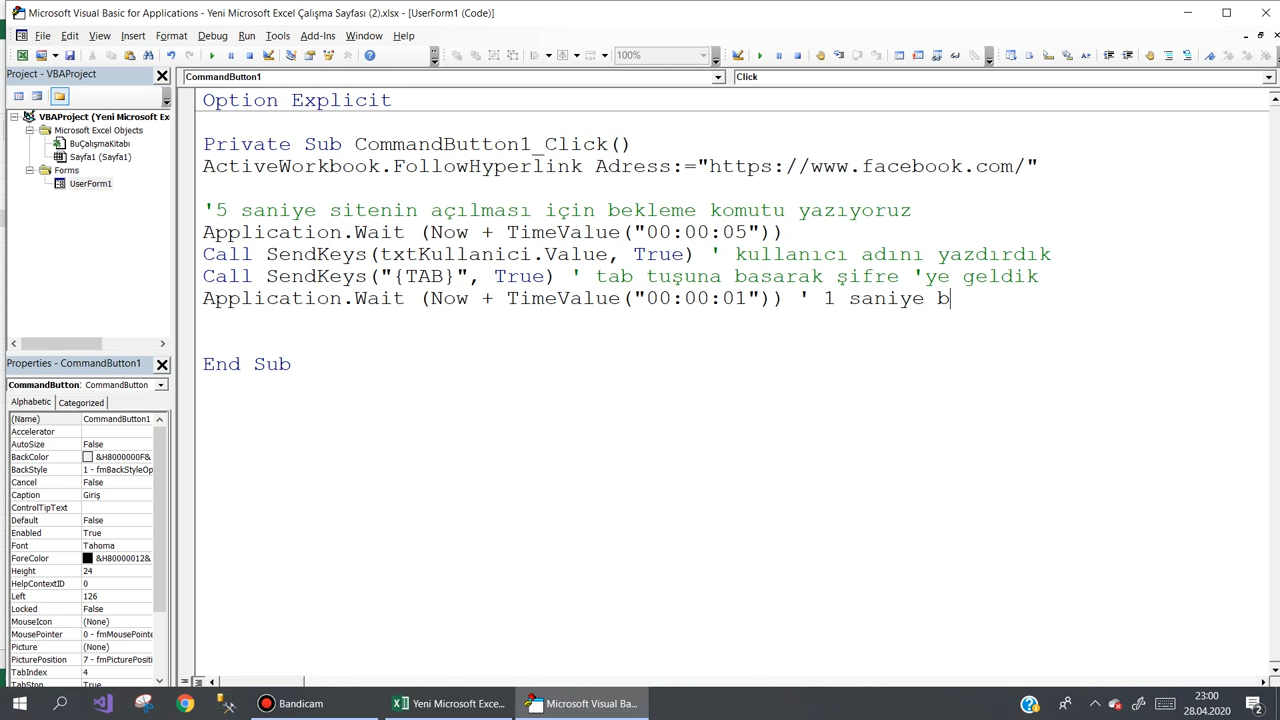 Microsoft Visual Basic for Applications - Yeni Microsoft Excel Çalışma Sayfası (2).xlsx - [UserForm1 (Code)]
File Edit View Insert Format Debug Run Tools Add-Ins Window Help
100%
Project - VBAProject
CommandButton1
Click
VBAProject (Yeni Microsoft Ex
Microsoft Excel Objects
BuÇalışmaKitabı
Sayfa1 (Sayfa1)
Forms
UserForm1
Option Explicit
Private Sub CommandButton1_Click()
ActiveWorkbook.FollowHyperlink Adress:="https://www.facebook.com/"
'5 saniye sitenin açılması için bekleme komutu yazıyoruz
Application.Wait (Now + TimeValue("00:00:05"))
Call SendKeys(txtKullanici.Value, True) ' kullanıcı adını yazdırdık
Call SendKeys("{TAB}", True) ' tab tuşuna basarak şifre 'ye geldik
Application.Wait (Now + TimeValue("00:00:01")) ' 1 saniye b
End Sub
Properties - CommandButton1
CommandButton1 CommandButton
Alphabetic Categorized
(Name) CommandButton1
Accelerator
AutoSize False
BackColor &H8000000F&
BackStyle 1 - fmBackStyleOp
Cancel False
Caption Giriş
ControlTipText
Default False
Enabled True
Font Tahoma
ForeColor &H80000012&
Height 24
HelpContextID 0
Left 126
Locked False
MouseIcon (None)
MousePointer 0 - fmMousePointe
Picture (None)
PicturePosition 7 - fmPicturePositi
TabIndex 4
TabStop True
Bandicam
Yeni Microsoft Exce...
Microsoft Visual Ba...
23:00
28.04.2020
2